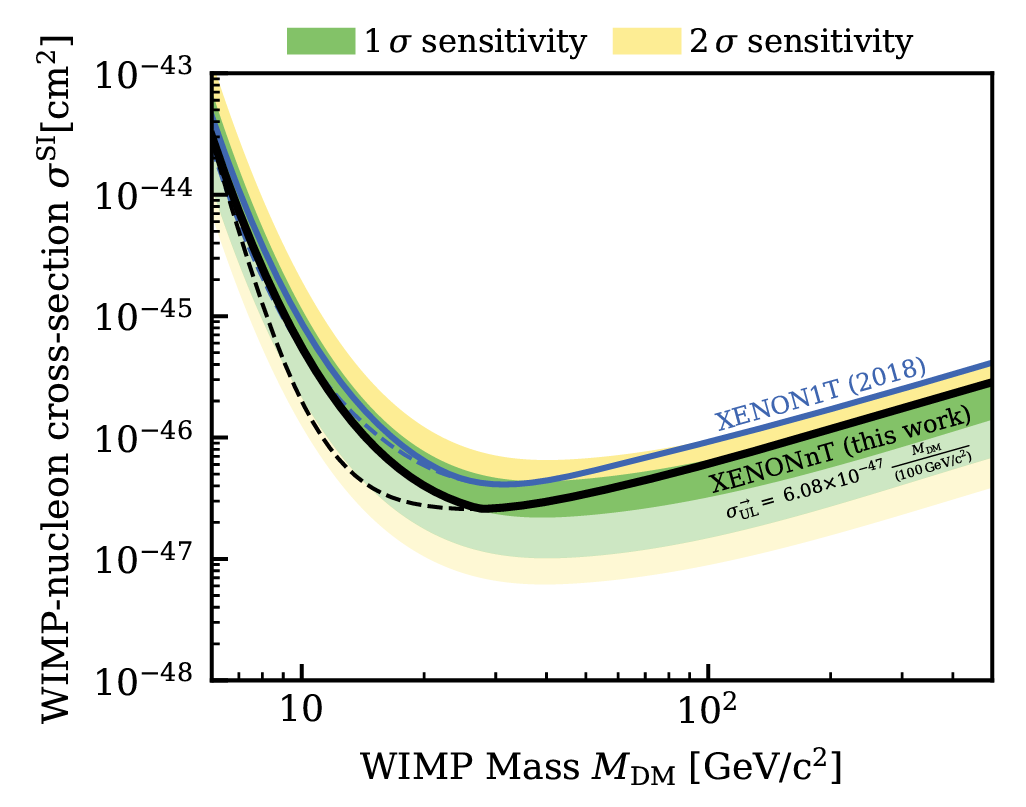 1 σ sensitivity
2 σ sensitivity
WIMP-nucleon cross-section σ^SI[cm²]
10⁻⁴³
10⁻⁴⁴
10⁻⁴⁵
10⁻⁴⁶
10⁻⁴⁷
10⁻⁴⁸
XENON1T (2018)
XENONnT (this work)
σ_UL^→ = 6.08×10⁻⁴⁷ M_DM/(100 GeV/c²)
10
10²
WIMP Mass M_DM [GeV/c²]